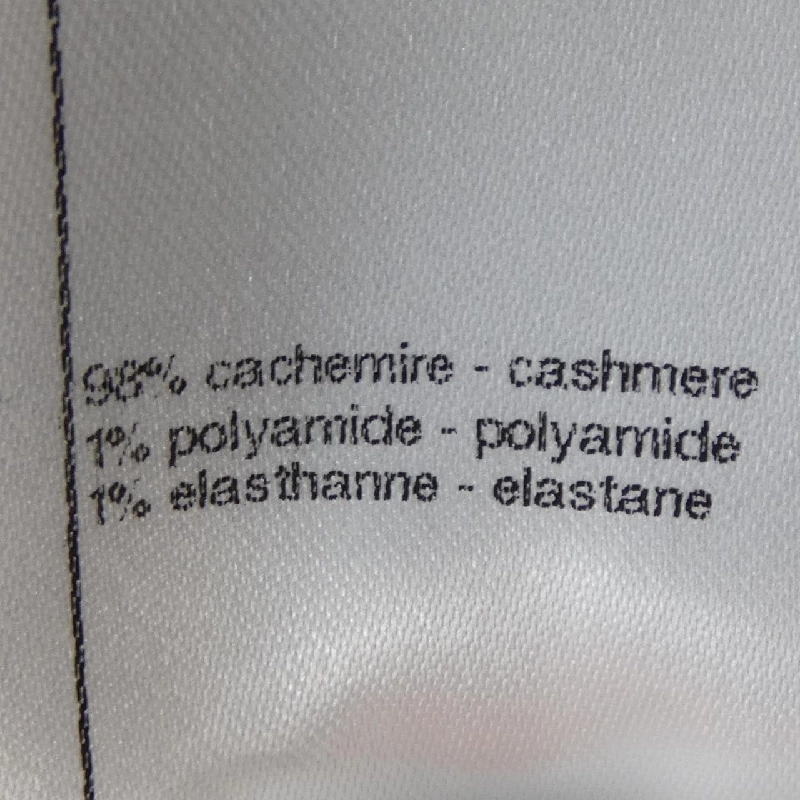 98% cachemire - cashmere
1% polyamide - polyamide
1% elasthanne - elastane